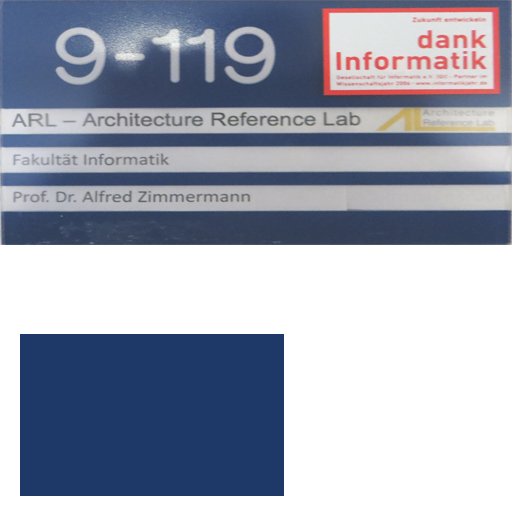 9-119
Zukunft entwickeln
dank
Informatik
Gesellschaft für Informatik e.V. (GI) - Partner im
Wissenschaftsjahr 2006 - www.informatikjahr.de
ARL – Architecture Reference Lab
Architecture
Reference Lab
Fakultät Informatik
Prof. Dr. Alfred Zimmermann